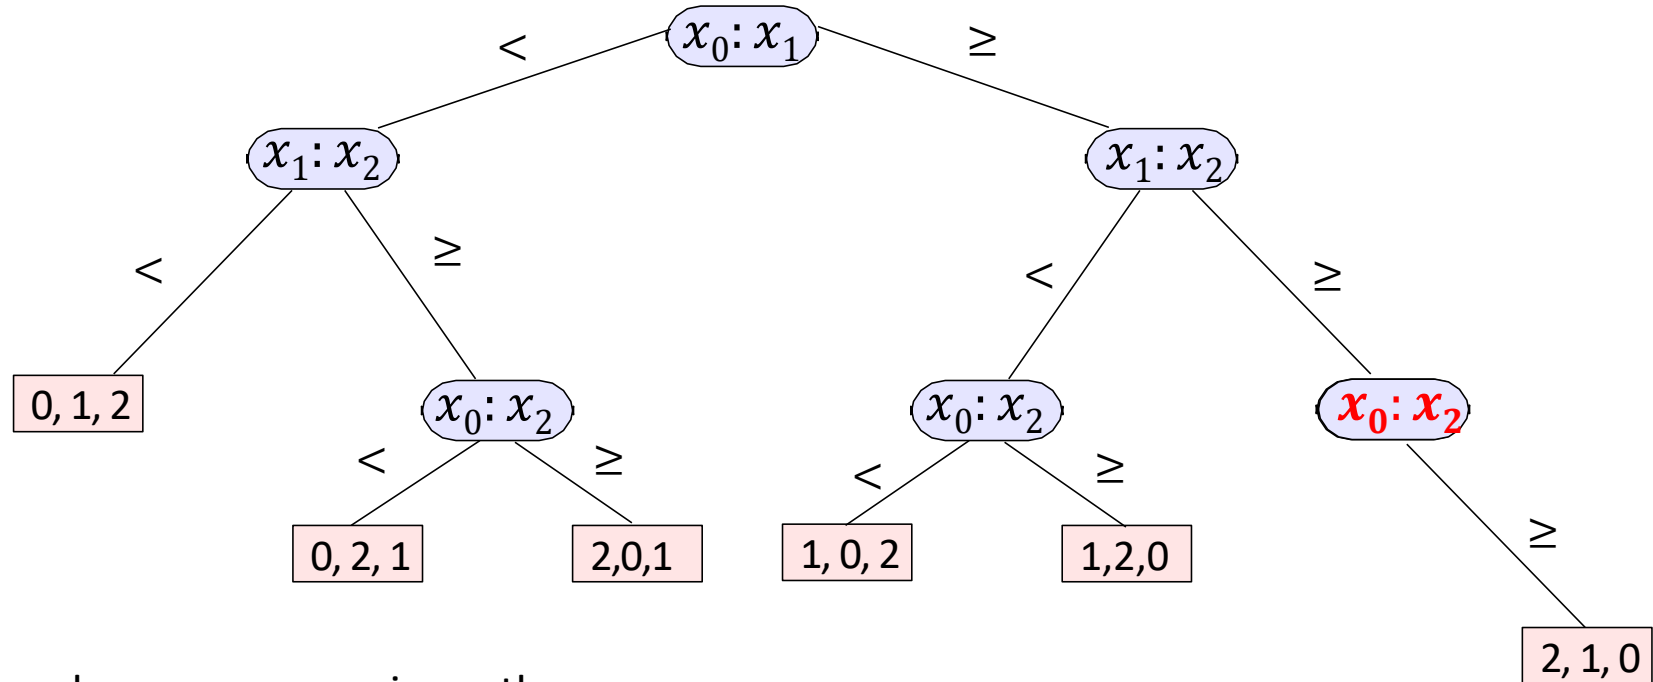 x₀: x₁
< ≥
x₁: x₂ x₁: x₂
< ≥ < ≥
0, 1, 2 x₀: x₂ x₀: x₂ x₀: x₂
< ≥ < ≥ ≥
0, 2, 1 2,0,1 1, 0, 2 1,2,0
2, 1, 0